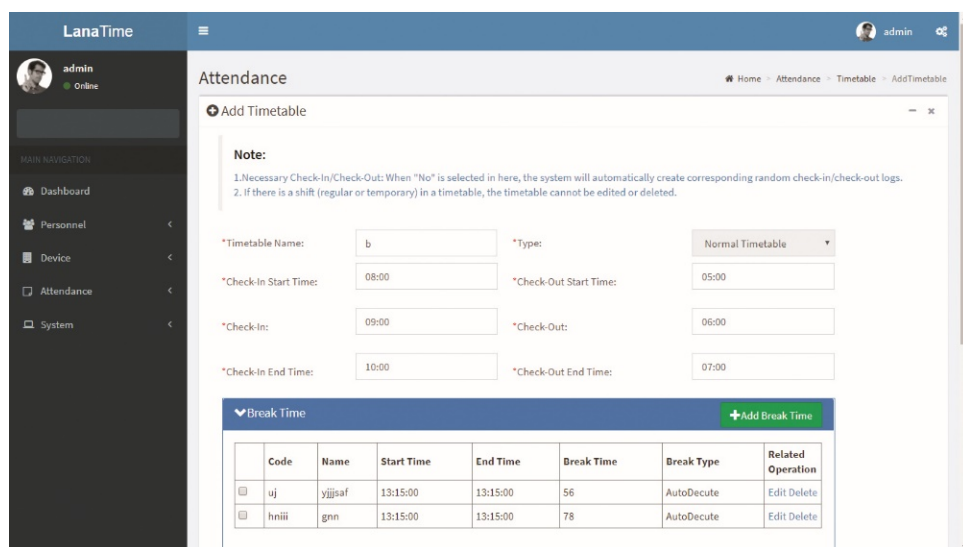 LanaTime
admin
admin
Online
Attendance
Home > Attendance > Timetable > AddTimetable
Add Timetable
MAIN NAVIGATION
Dashboard
Personnel
Device
Attendance
System
Note:
1.Necessary Check-In/Check-Out: When "No" is selected in here, the system will automatically create corresponding random check-in/check-out logs.
2. If there is a shift (regular or temporary) in a timetable, the timetable cannot be edited or deleted.
*Timetable Name: b *Type: Normal Timetable
*Check-In Start Time: 08:00 *Check-Out Start Time: 05:00
*Check-In: 09:00 *Check-Out: 06:00
*Check-In End Time: 10:00 *Check-Out End Time: 07:00
Break Time
Add Break Time
Code Name Start Time End Time Break Time Break Type Related Operation
uj yjjjsaf 13:15:00 13:15:00 56 AutoDecute Edit Delete
hniii gnn 13:15:00 13:15:00 78 AutoDecute Edit Delete